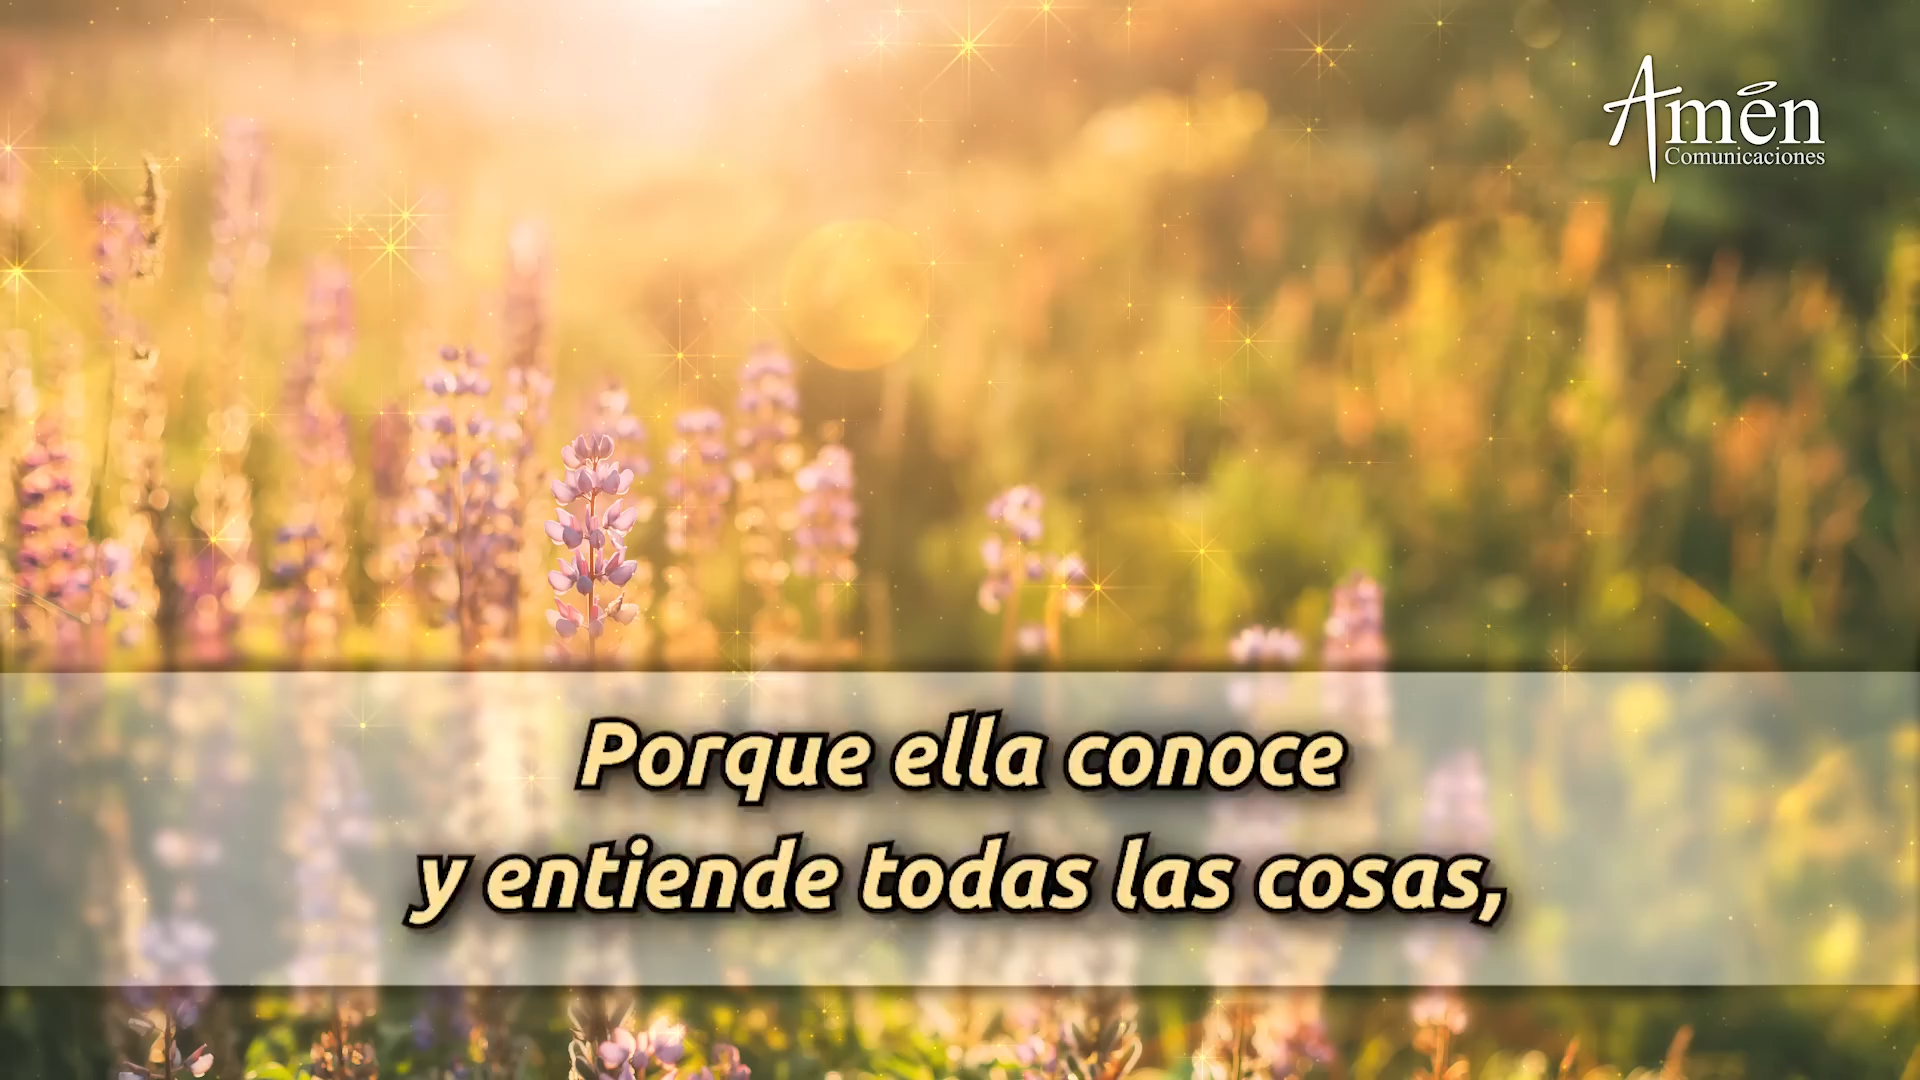 Amén
Comunicaciones
Porque ella conoce
y entiende todas las cosas,